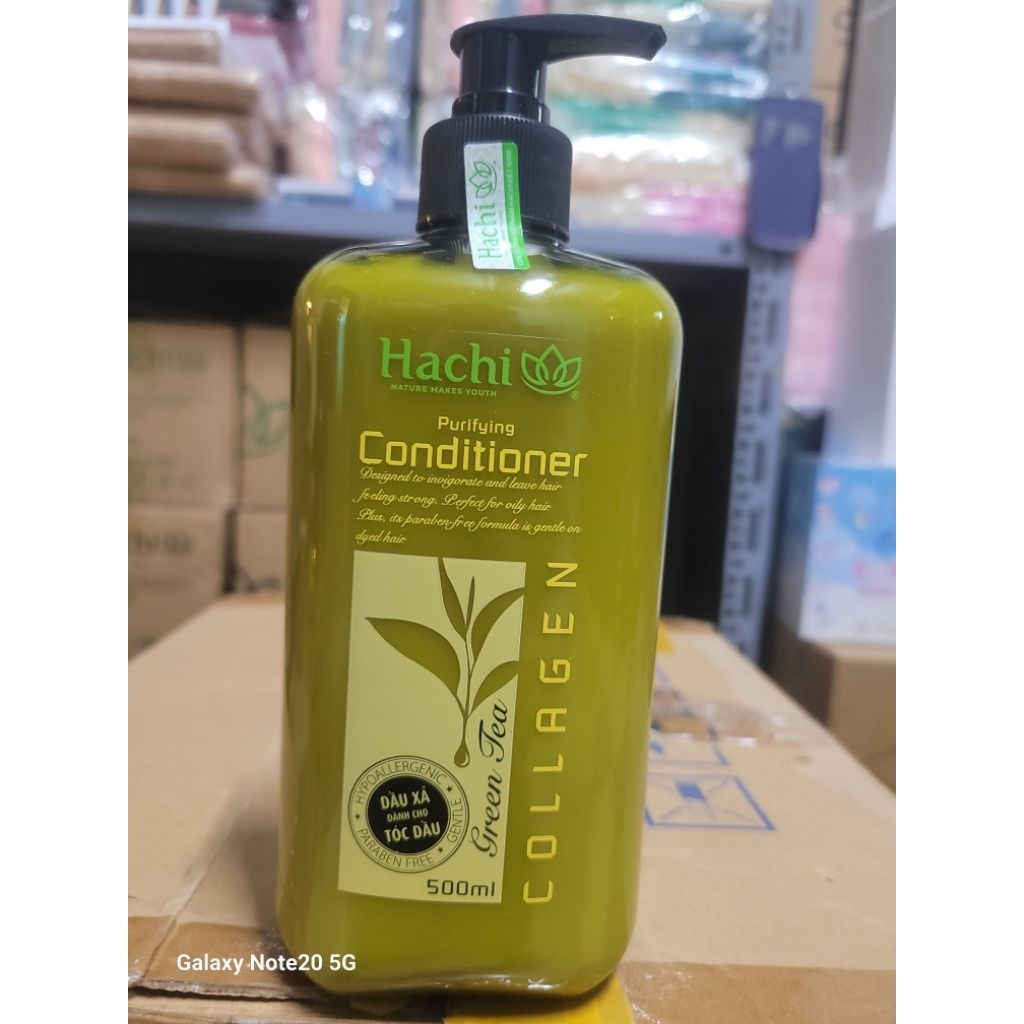 Hachi
Hachi
NATURE MAKES YOUTH
Purifying
Conditioner
Designed to invigorate and leave hair
feeling strong. Perfect for oily hair
Plus, its paraben-free formula is gentle on
dyed hair
COLLAGEN
Green Tea
HYPOALLERGENIC
GENTLE
PARABEN FREE
DẦU XẢ
DÀNH CHO
TÓC DẦU
500ml
Galaxy Note20 5G